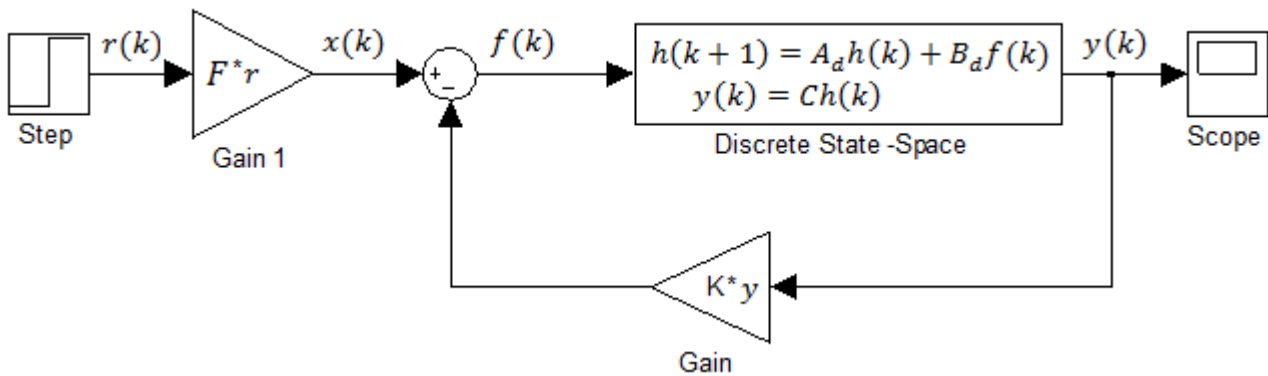 r(k)
x(k)
f(k)
h(k + 1) = A_d h(k) + B_d f(k)
y(k)
F* r
+
−
y(k) = Ch(k)
Step
Gain 1
Discrete State -Space
Scope
K* y
Gain